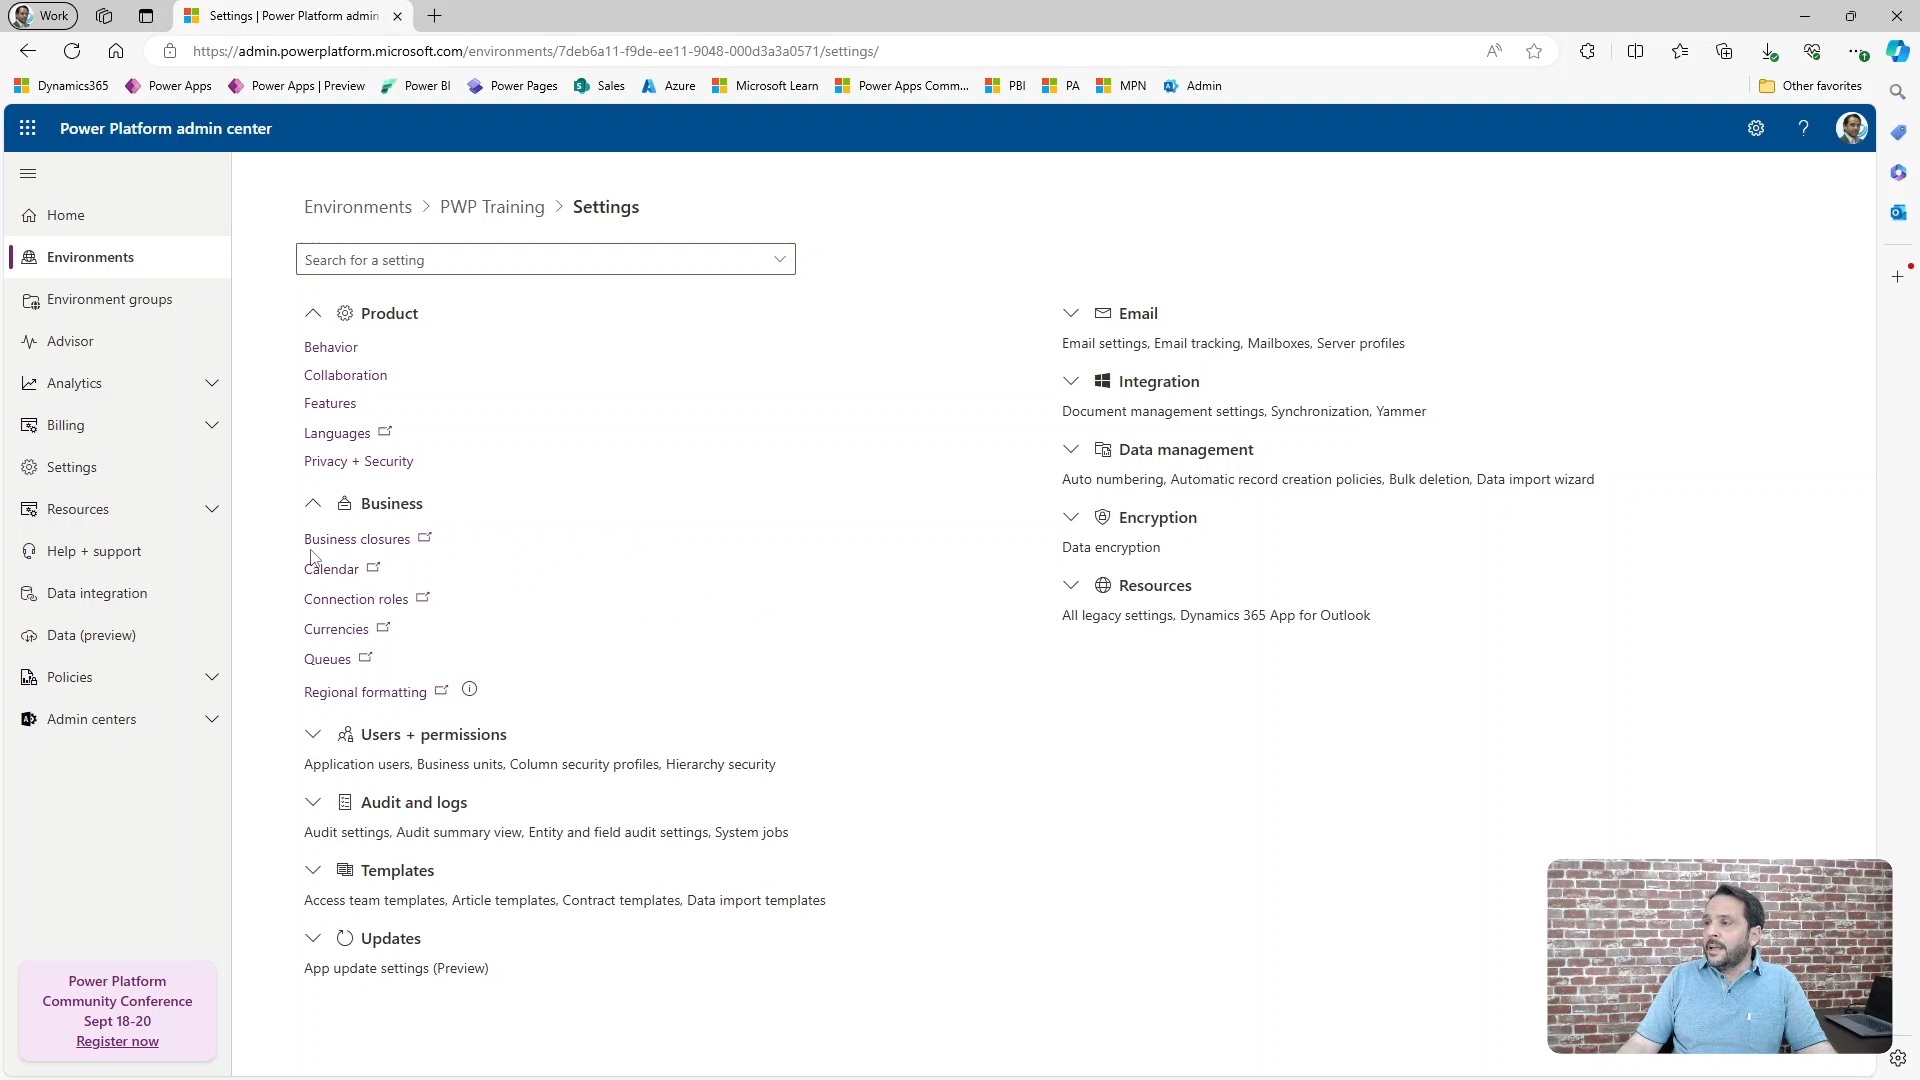 Work
Settings | Power Platform admin
https://admin.powerplatform.microsoft.com/environments/7deb6a11-f9de-ee11-9048-000d3a3a0571/settings/
Dynamics365
Power Apps
Power Apps | Preview
Power BI
Power Pages
Sales
Azure
Microsoft Learn
Power Apps Comm...
PBI
PA
MPN
Admin
Other favorites
Power Platform admin center
Home
Environments
Environment groups
Advisor
Analytics
Billing
Settings
Resources
Help + support
Data integration
Data (preview)
Policies
Admin centers
Power Platform
Community Conference
Sept 18-20
Register now
Environments > PWP Training > Settings
Search for a setting
Product
Behavior
Collaboration
Features
Languages
Privacy + Security
Business
Business closures
Calendar
Connection roles
Currencies
Queues
Regional formatting
Users + permissions
Application users, Business units, Column security profiles, Hierarchy security
Audit and logs
Audit settings, Audit summary view, Entity and field audit settings, System jobs
Templates
Access team templates, Article templates, Contract templates, Data import templates
Updates
App update settings (Preview)
Email
Email settings, Email tracking, Mailboxes, Server profiles
Integration
Document management settings, Synchronization, Yammer
Data management
Auto numbering, Automatic record creation policies, Bulk deletion, Data import wizard
Encryption
Data encryption
Resources
All legacy settings, Dynamics 365 App for Outlook